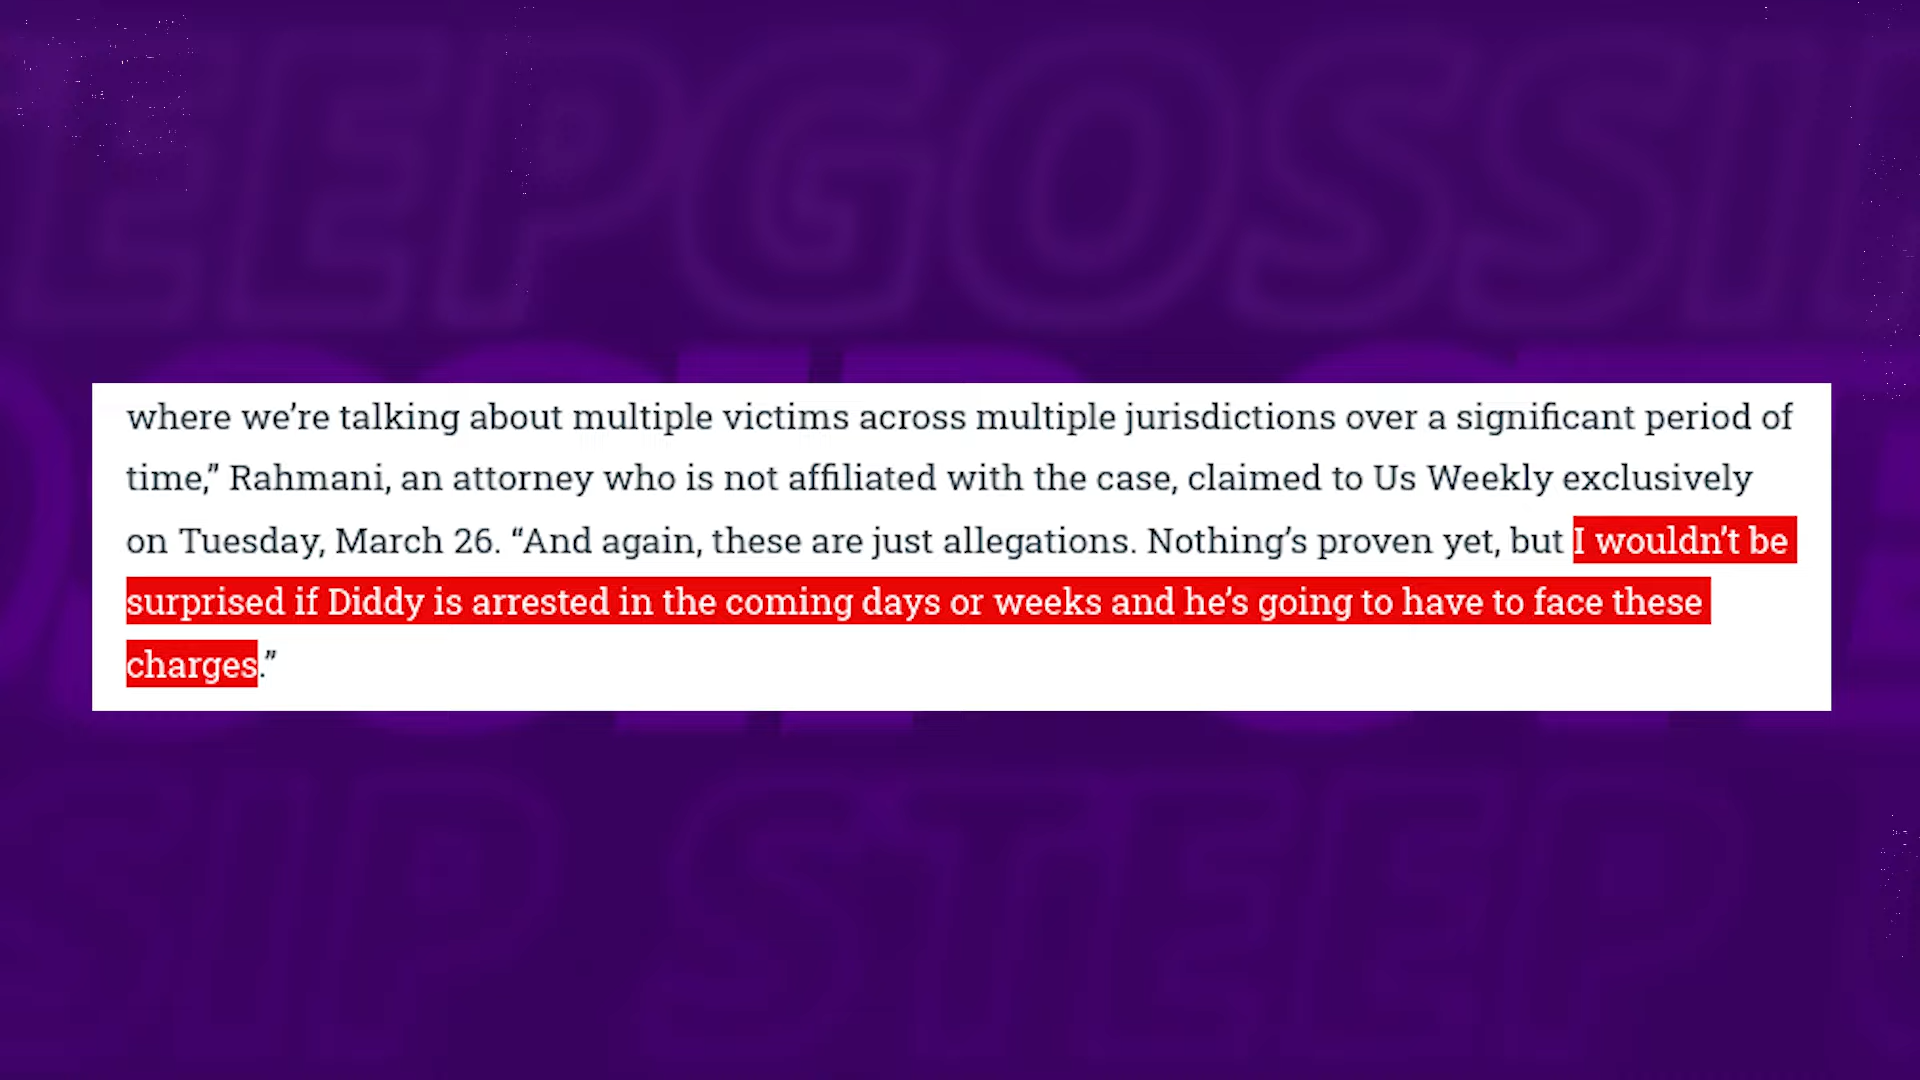 EEPGOSSI
where we’re talking about multiple victims across multiple jurisdictions over a significant period of
time,” Rahmani, an attorney who is not affiliated with the case, claimed to Us Weekly exclusively
on Tuesday, March 26. “And again, these are just allegations. Nothing’s proven yet, but I wouldn’t be
surprised if Diddy is arrested in the coming days or weeks and he’s going to have to face these
charges.”
SIP STEEP